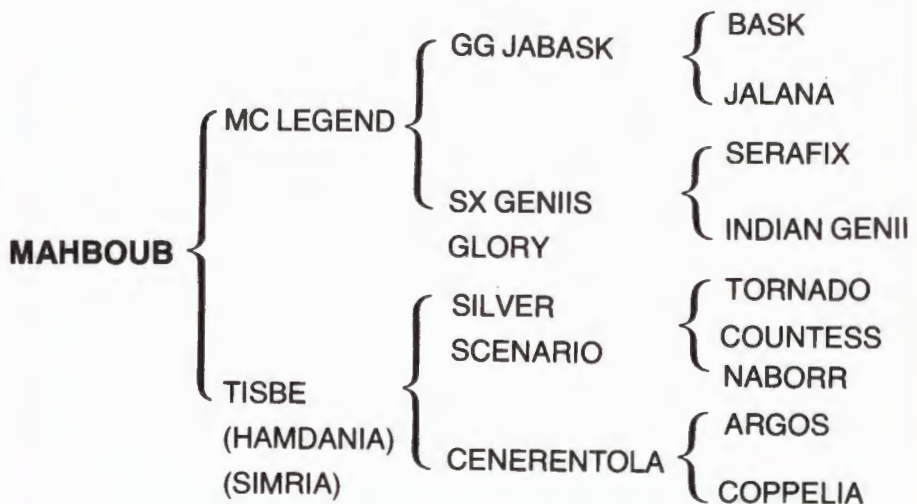 MAHBOUB
MC LEGEND
GG JABASK
BASK
JALANA
SX GENIIS
GLORY
SERAFIX
INDIAN GENII
TISBE
(HAMDANIA)
(SIMRIA)
SILVER
SCENARIO
TORNADO
COUNTESS
NABORR
CENERENTOLA
ARGOS
COPPELIA